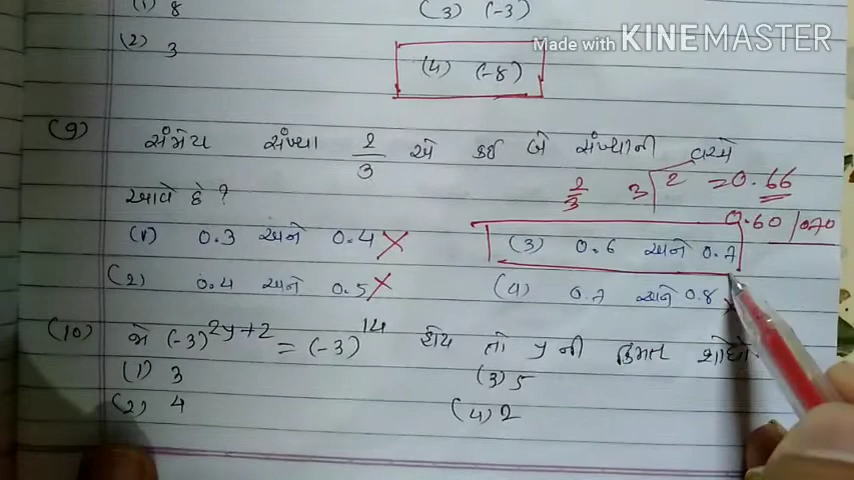 (1) 8 (3) (-3)
Made with KINEMASTER
(2) 3 (4) (-8)
(9) સંમેય સંખ્યા 2/3 એ કઈ બે સંખ્યાની વચ્ચે
2/3 3 2 = 0.66
આવે છે ?
0.60/0.70
(1) 0.3 અને 0.4 (3) 0.6 અને 0.7
(2) 0.4 અને 0.5 (4) 0.7 અને 0.8
(10) જો (-3)^2y+2 = (-3)^14 હોય તો y ની કિંમત શોધો
(1) 3 (3) 5
(2) 4 (4) 2